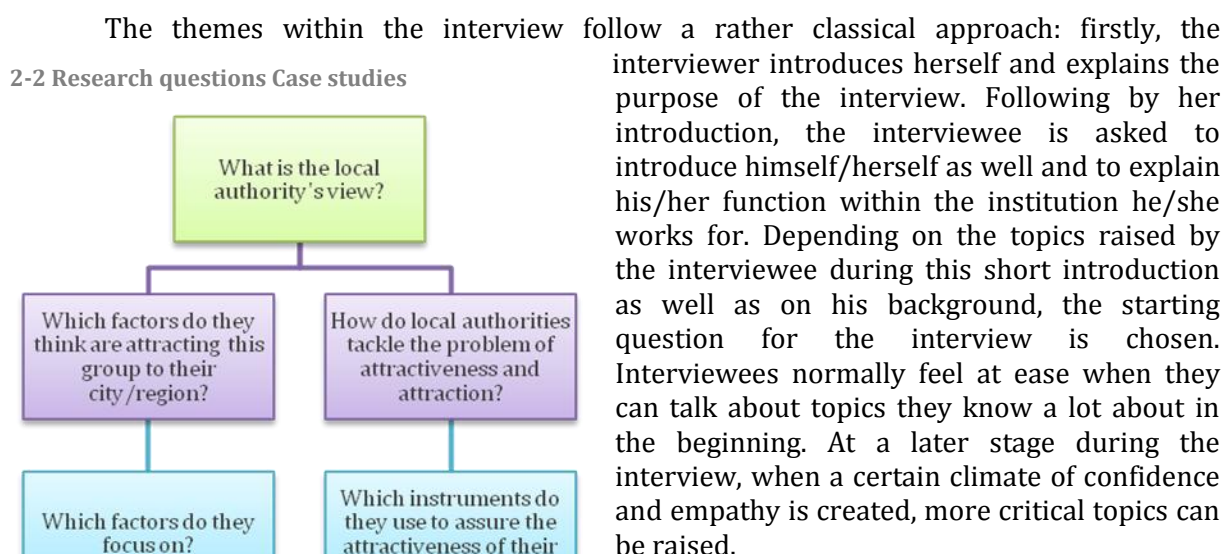 The themes within the interview follow a rather classical approach: firstly, the
interviewer introduces herself and explains the
purpose of the interview. Following by her
introduction, the interviewee is asked to
introduce himself/herself as well and to explain
his/her function within the institution he/she
works for. Depending on the topics raised by
the interviewee during this short introduction
as well as on his background, the starting
question for the interview is chosen.
Interviewees normally feel at ease when they
can talk about topics they know a lot about in
the beginning. At a later stage during the
interview, when a certain climate of confidence
and empathy is created, more critical topics can
be raised.
2-2 Research questions Case studies
What is the local
authority's view?
Which factors do they
think are attracting this
group to their
city/region?
How do local authorities
tackle the problem of
attractiveness and
attraction?
Which factors do they
focus on?
Which instruments do
they use to assure the
attractiveness of their